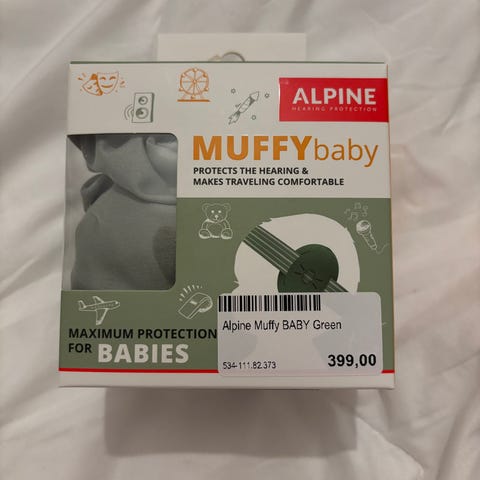 ALPINE
HEARING PROTECTION
MUFFYbaby
PROTECTS THE HEARING &
MAKES TRAVELING COMFORTABLE
MAXIMUM PROTECTION
FOR BABIES
Alpine Muffy BABY Green
534-111.82.373
399,00